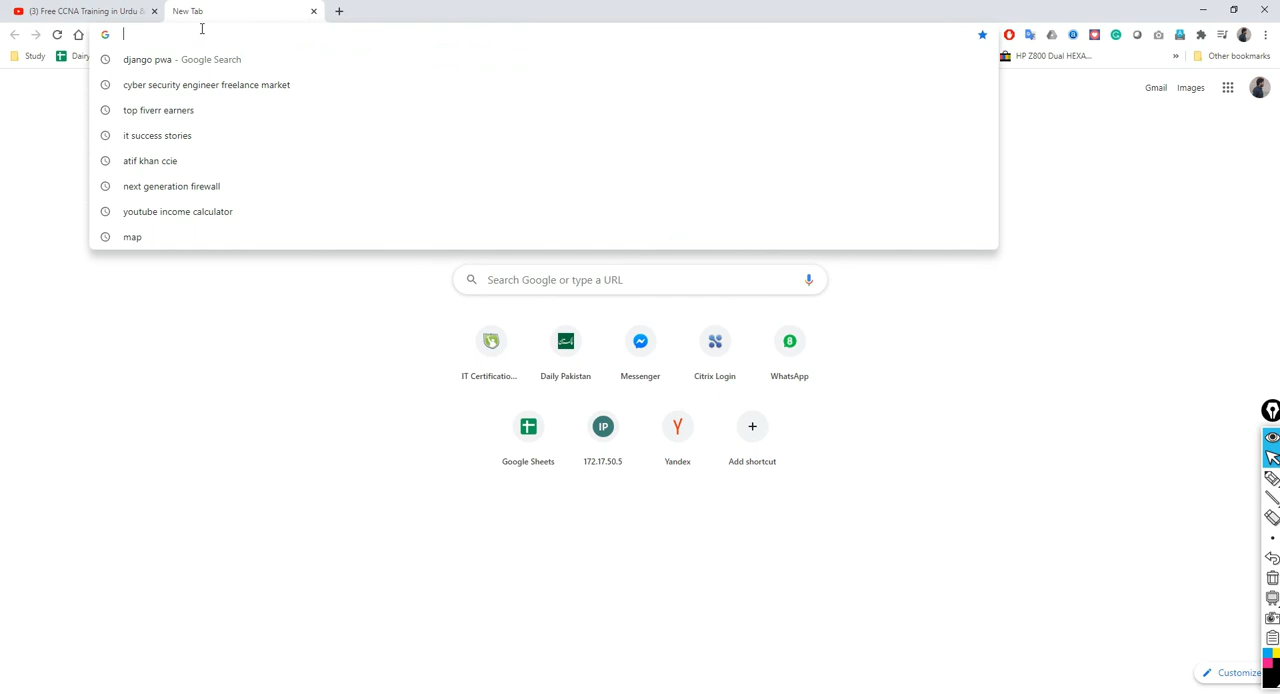 (3) Free CCNA Training in Urdu &
New Tab
Study
Dairy
HP Z800 Dual HEXA...
»
Other bookmarks
django pwa - Google Search
cyber security engineer freelance market
top fiverr earners
it success stories
atif khan ccie
next generation firewall
youtube income calculator
map
Gmail
Images
Search Google or type a URL
IT Certificatio...
Daily Pakistan
Messenger
Citrix Login
8
WhatsApp
IP
Google Sheets
172.17.50.5
Yandex
Add shortcut
Customize